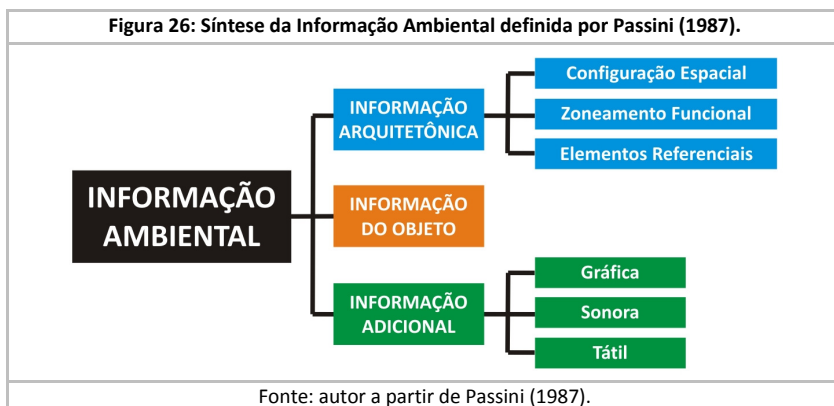 Figura 26: Síntese da Informação Ambiental definida por Passini (1987).
INFORMAÇÃO
AMBIENTAL
INFORMAÇÃO
ARQUITETÔNICA
Configuração Espacial
Zoneamento Funcional
Elementos Referenciais
INFORMAÇÃO
DO OBJETO
INFORMAÇÃO
ADICIONAL
Gráfica
Sonora
Tátil
Fonte: autor a partir de Passini (1987).